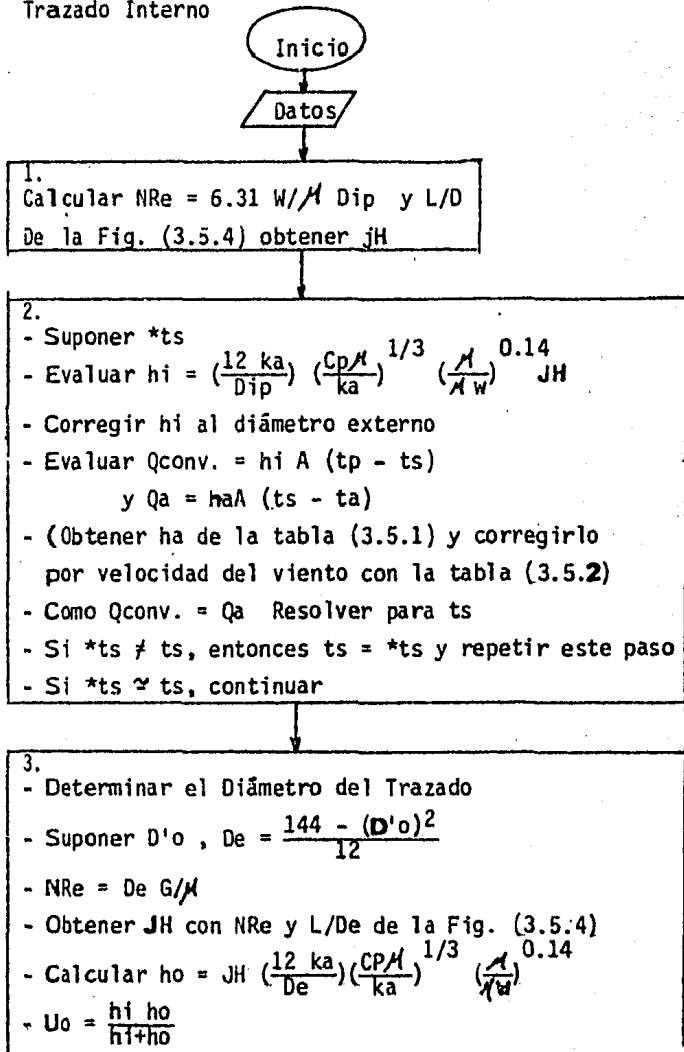 Trazado Interno
Inicio
Datos
1.
Calcular NRe = 6.31 W/μ Dip y L/D
De la Fig. (3.5.4) obtener jH
2.
- Suponer *ts
- Evaluar hi = (12 ka/Dip) (Cpμ/ka)^1/3 (μ/μw)^0.14 JH
- Corregir hi al diámetro externo
- Evaluar Qconv. = hi A (tp - ts)
y Qa = haA (ts - ta)
- (Obtener ha de la tabla (3.5.1) y corregirlo
por velocidad del viento con la tabla (3.5.2)
- Como Qconv. = Qa Resolver para ts
- Si *ts ≠ ts, entonces ts = *ts y repetir este paso
- Si *ts ≃ ts, continuar
3.
- Determinar el Diámetro del Trazado
- Suponer D'o , De = (144 - (D'o)²)/12
- NRe = De G/μ
- Obtener JH con NRe y L/De de la Fig. (3.5.4)
- Calcular ho = JH (12 ka/De)(CPμ/ka)^1/3 (μ/μw)^0.14
- Uo = hi ho/hi+ho